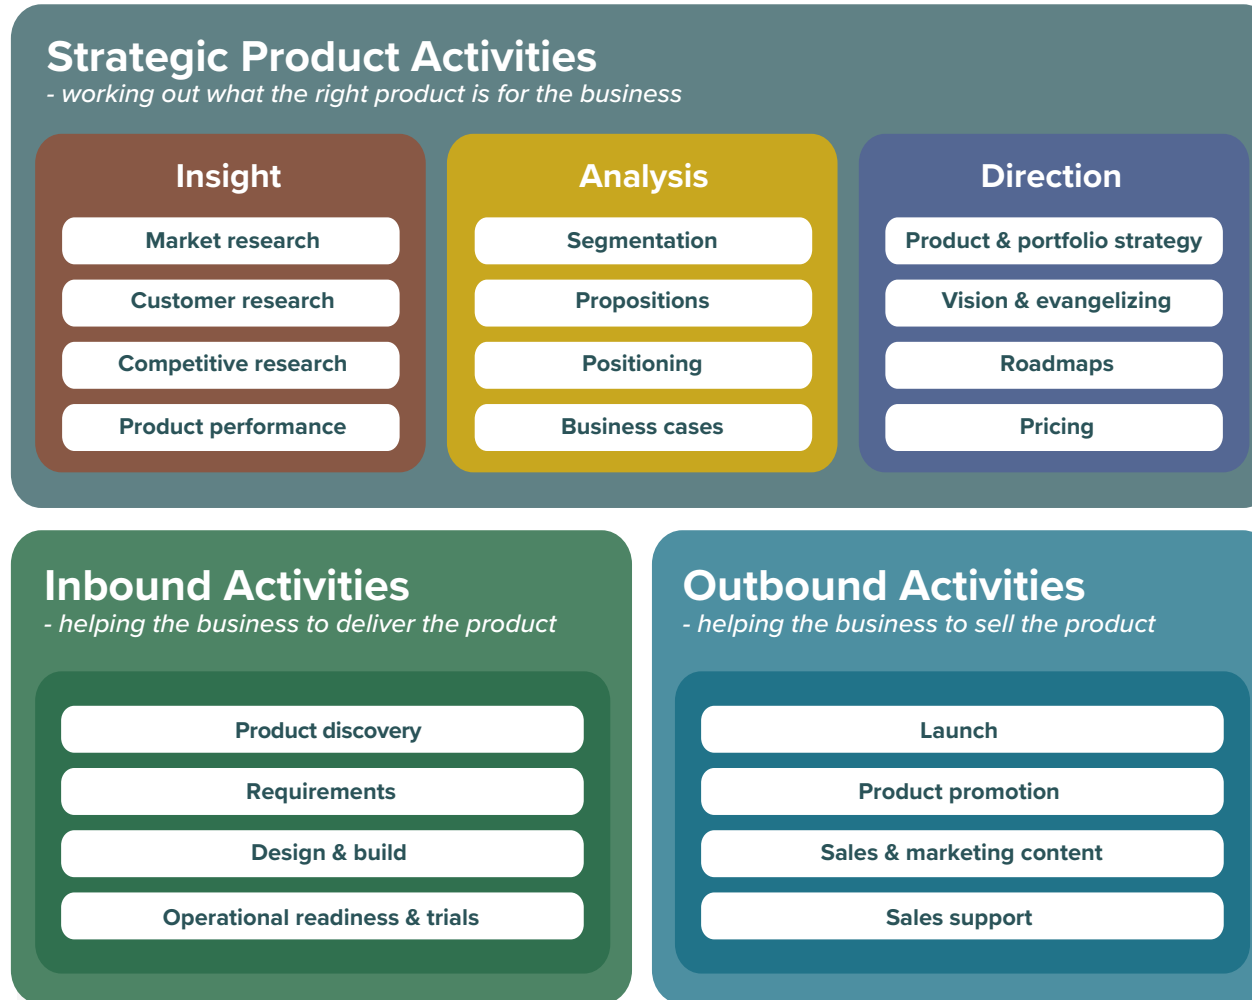 Strategic Product Activities
- working out what the right product is for the business
Insight
Market research
Customer research
Competitive research
Product performance
Analysis
Segmentation
Propositions
Positioning
Business cases
Direction
Product & portfolio strategy
Vision & evangelizing
Roadmaps
Pricing
Inbound Activities
- helping the business to deliver the product
Product discovery
Requirements
Design & build
Operational readiness & trials
Outbound Activities
- helping the business to sell the product
Launch
Product promotion
Sales & marketing content
Sales support